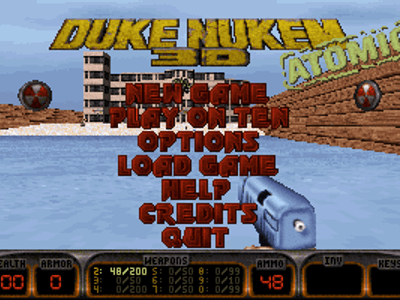 DUKE NUKEM
3D
ATOMIC
NEW GAME
PLAY ON TEN
OPTIONS
LOAD GAME
HELP
CREDITS
QUIT
EALTH ARMOR WEAPONS AMMO INV KEYS
00 0 48
2: 48/200 5: 0/50 8: 0/99
3: 0/50 6: 0/50 9: 0/10
4: 0/200 7: 0/50 0: 0/99